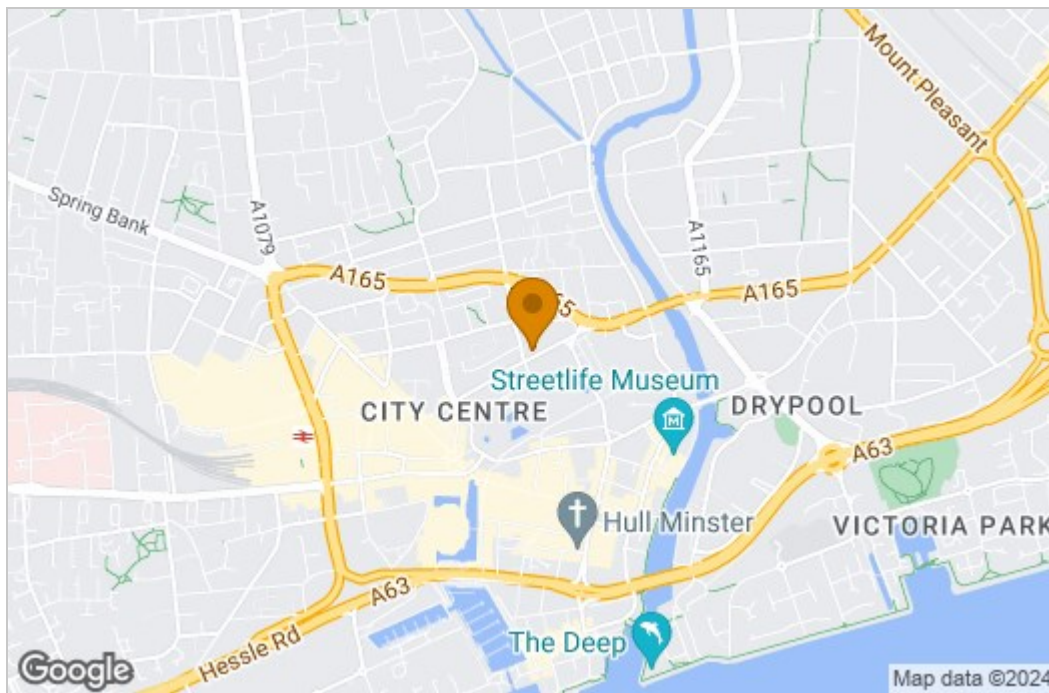 Mount Pleasant
Spring Bank
A1079
A1165
A165
A165
65
Streetlife Museum
CITY CENTRE
DRYPOOL
A63
Hull Minster
VICTORIA PARK
A63
Hessle Rd
The Deep
Google
Map data ©2024